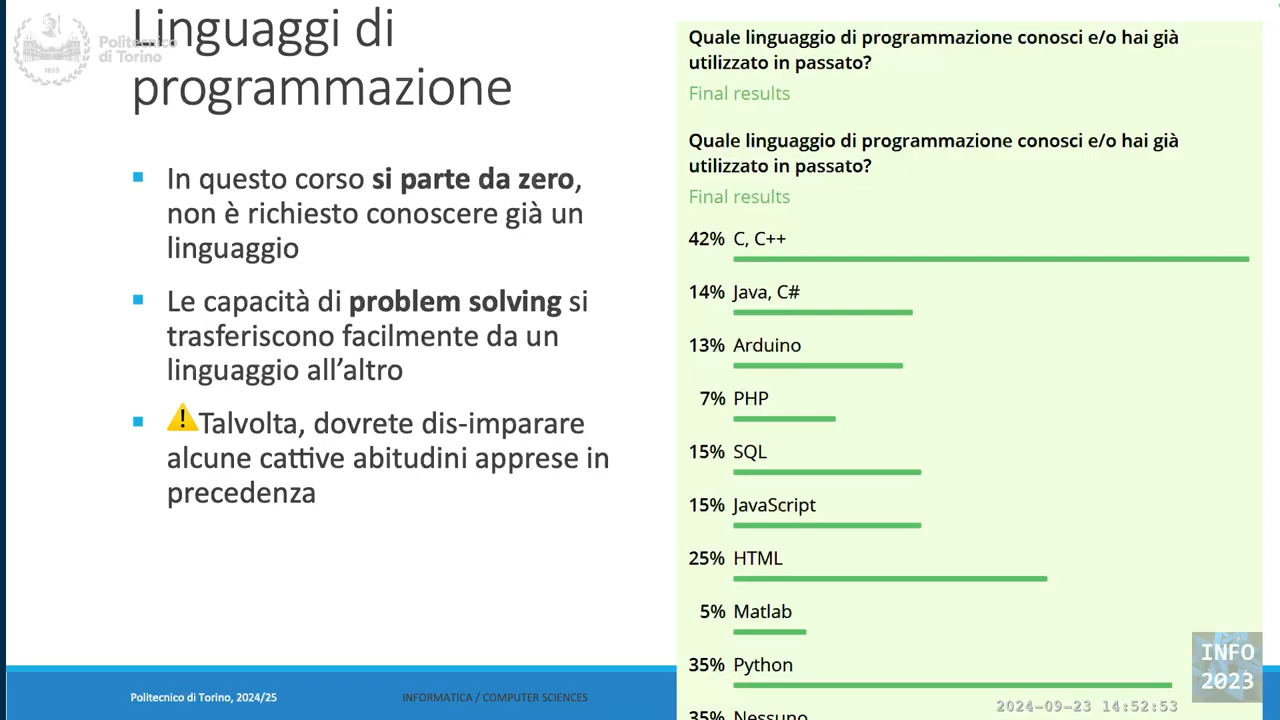 Linguaggi di
programmazione
Politecnico
di Torino
1859
▪ In questo corso si parte da zero,
non è richiesto conoscere già un
linguaggio
▪ Le capacità di problem solving si
trasferiscono facilmente da un
linguaggio all’altro
▪ ⚠Talvolta, dovrete dis-imparare
alcune cattive abitudini apprese in
precedenza
Quale linguaggio di programmazione conosci e/o hai già
utilizzato in passato?
Final results
Quale linguaggio di programmazione conosci e/o hai già
utilizzato in passato?
Final results
42% C, C++
14% Java, C#
13% Arduino
7% PHP
15% SQL
15% JavaScript
25% HTML
5% Matlab
35% Python
35% Nessuno
Politecnico di Torino, 2024/25
INFORMATICA / COMPUTER SCIENCES
INFO
2023
2024-09-23 14:52:53